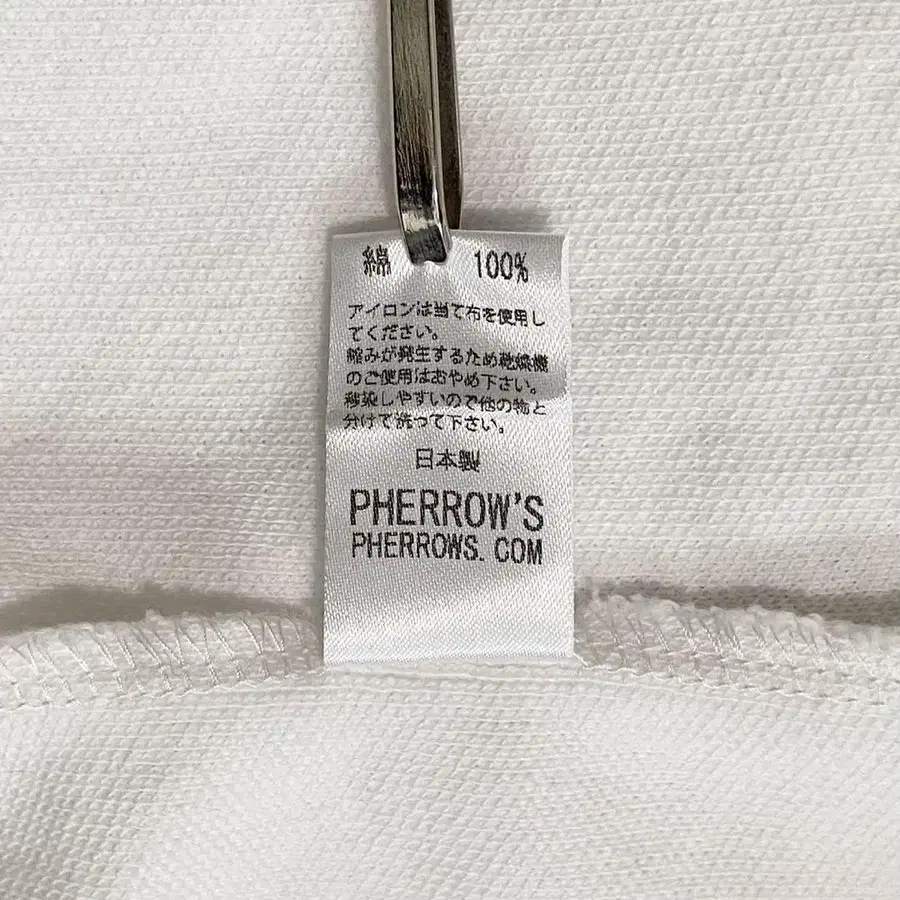 綿 100%
アイロンは当て布を使用し
てください。
縮みが発生するため乾燥機
のご使用はおやめ下さい。
移染しやすいので他の物と
分けて洗って下さい。
日本製
PHERROW'S
PHERROWS. COM